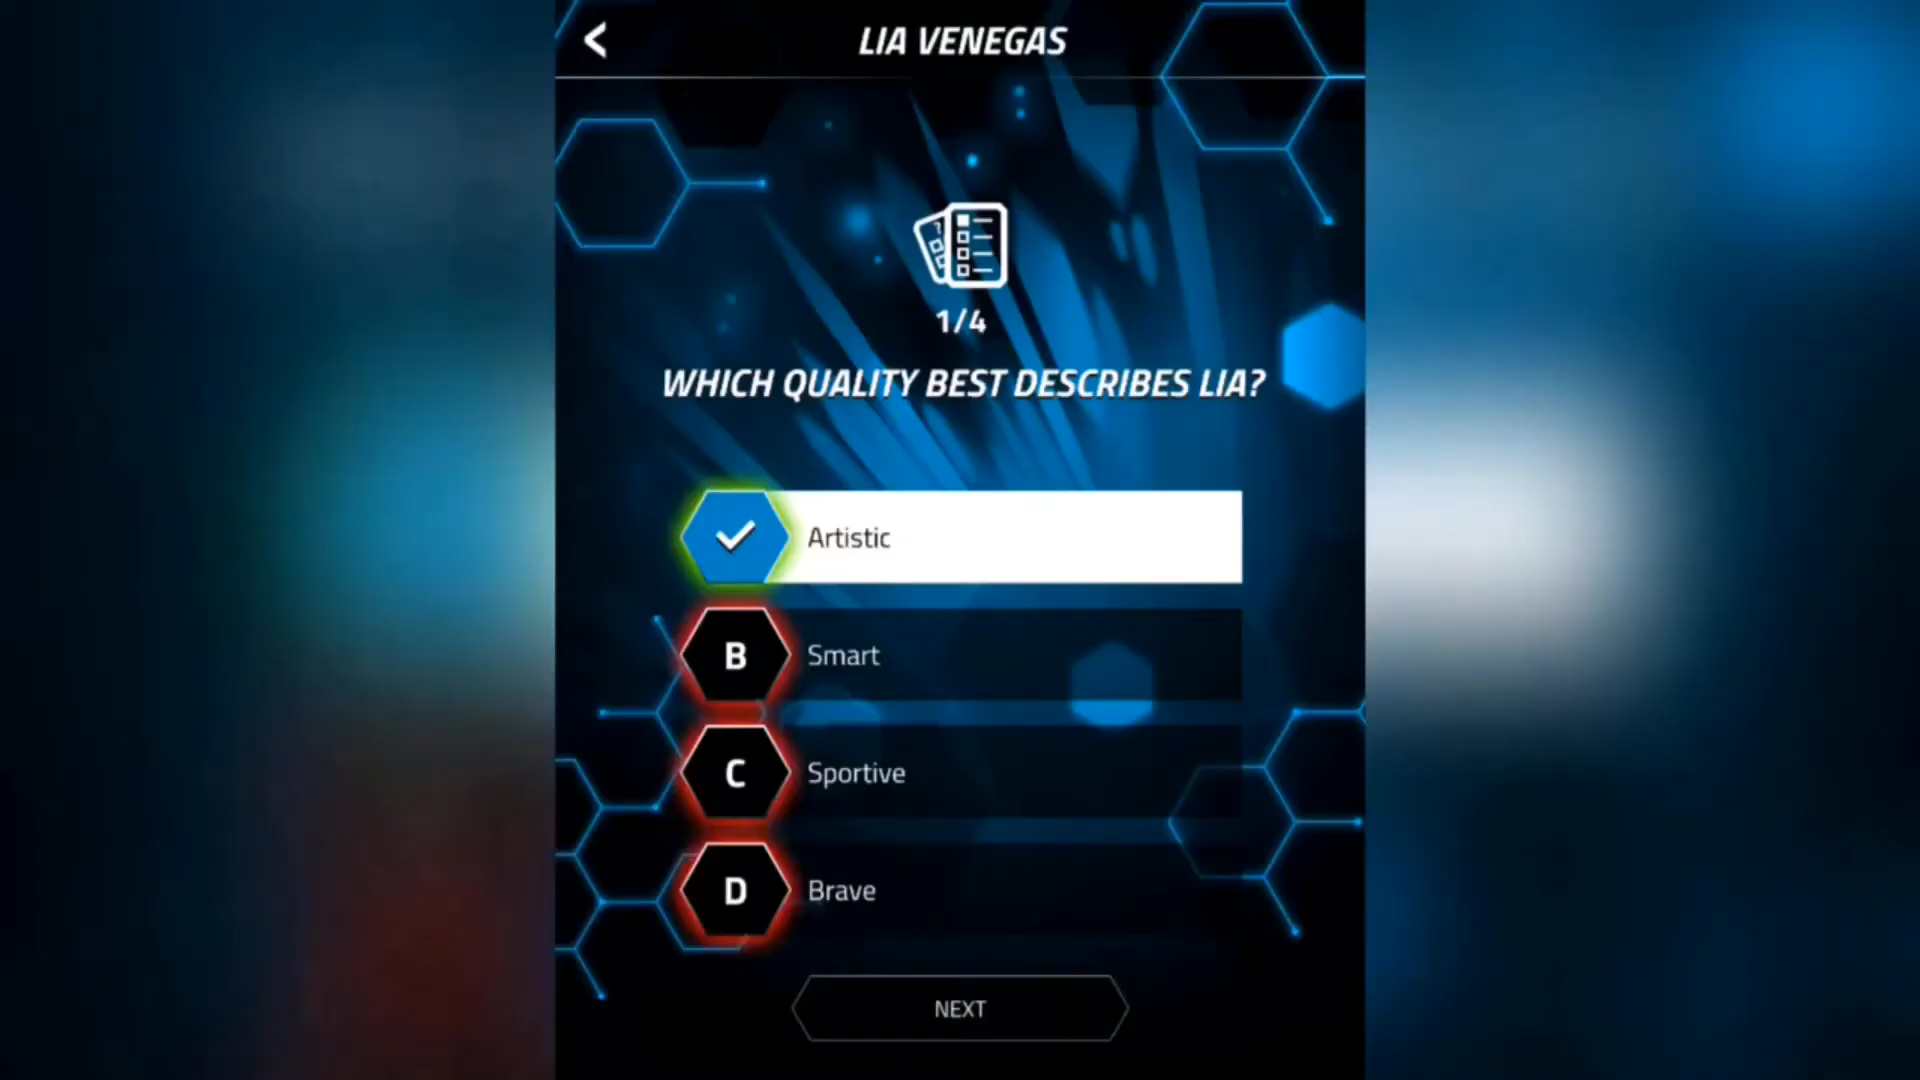 LIA VENEGAS
1/4
WHICH QUALITY BEST DESCRIBES LIA?
Artistic
B Smart
C Sportive
D Brave
NEXT